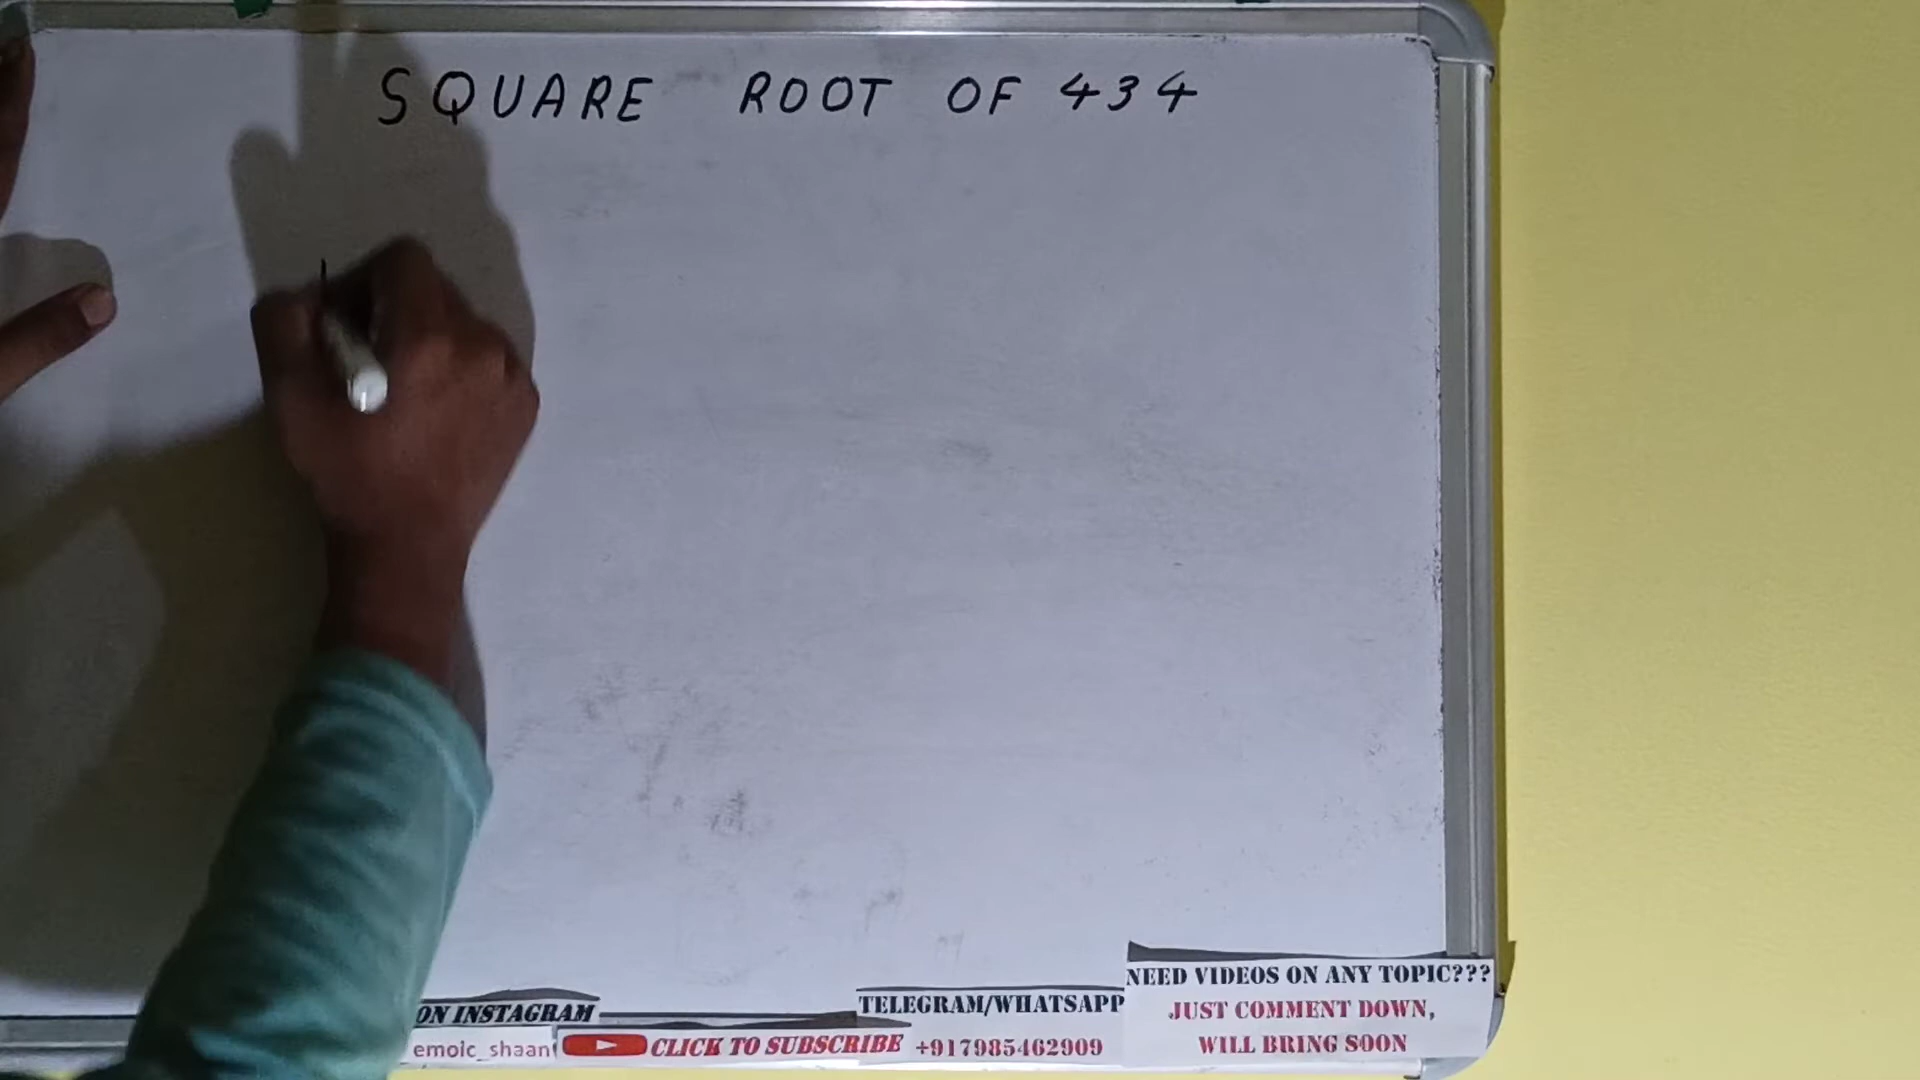 SQUARE ROOT OF 434
NEED VIDEOS ON ANY TOPIC???
JUST COMMENT DOWN,
WILL BRING SOON
TELEGRAM/WHATSAPP
+917985462909
ON INSTAGRAM
emoic_shaan
CLICK TO SUBSCRIBE